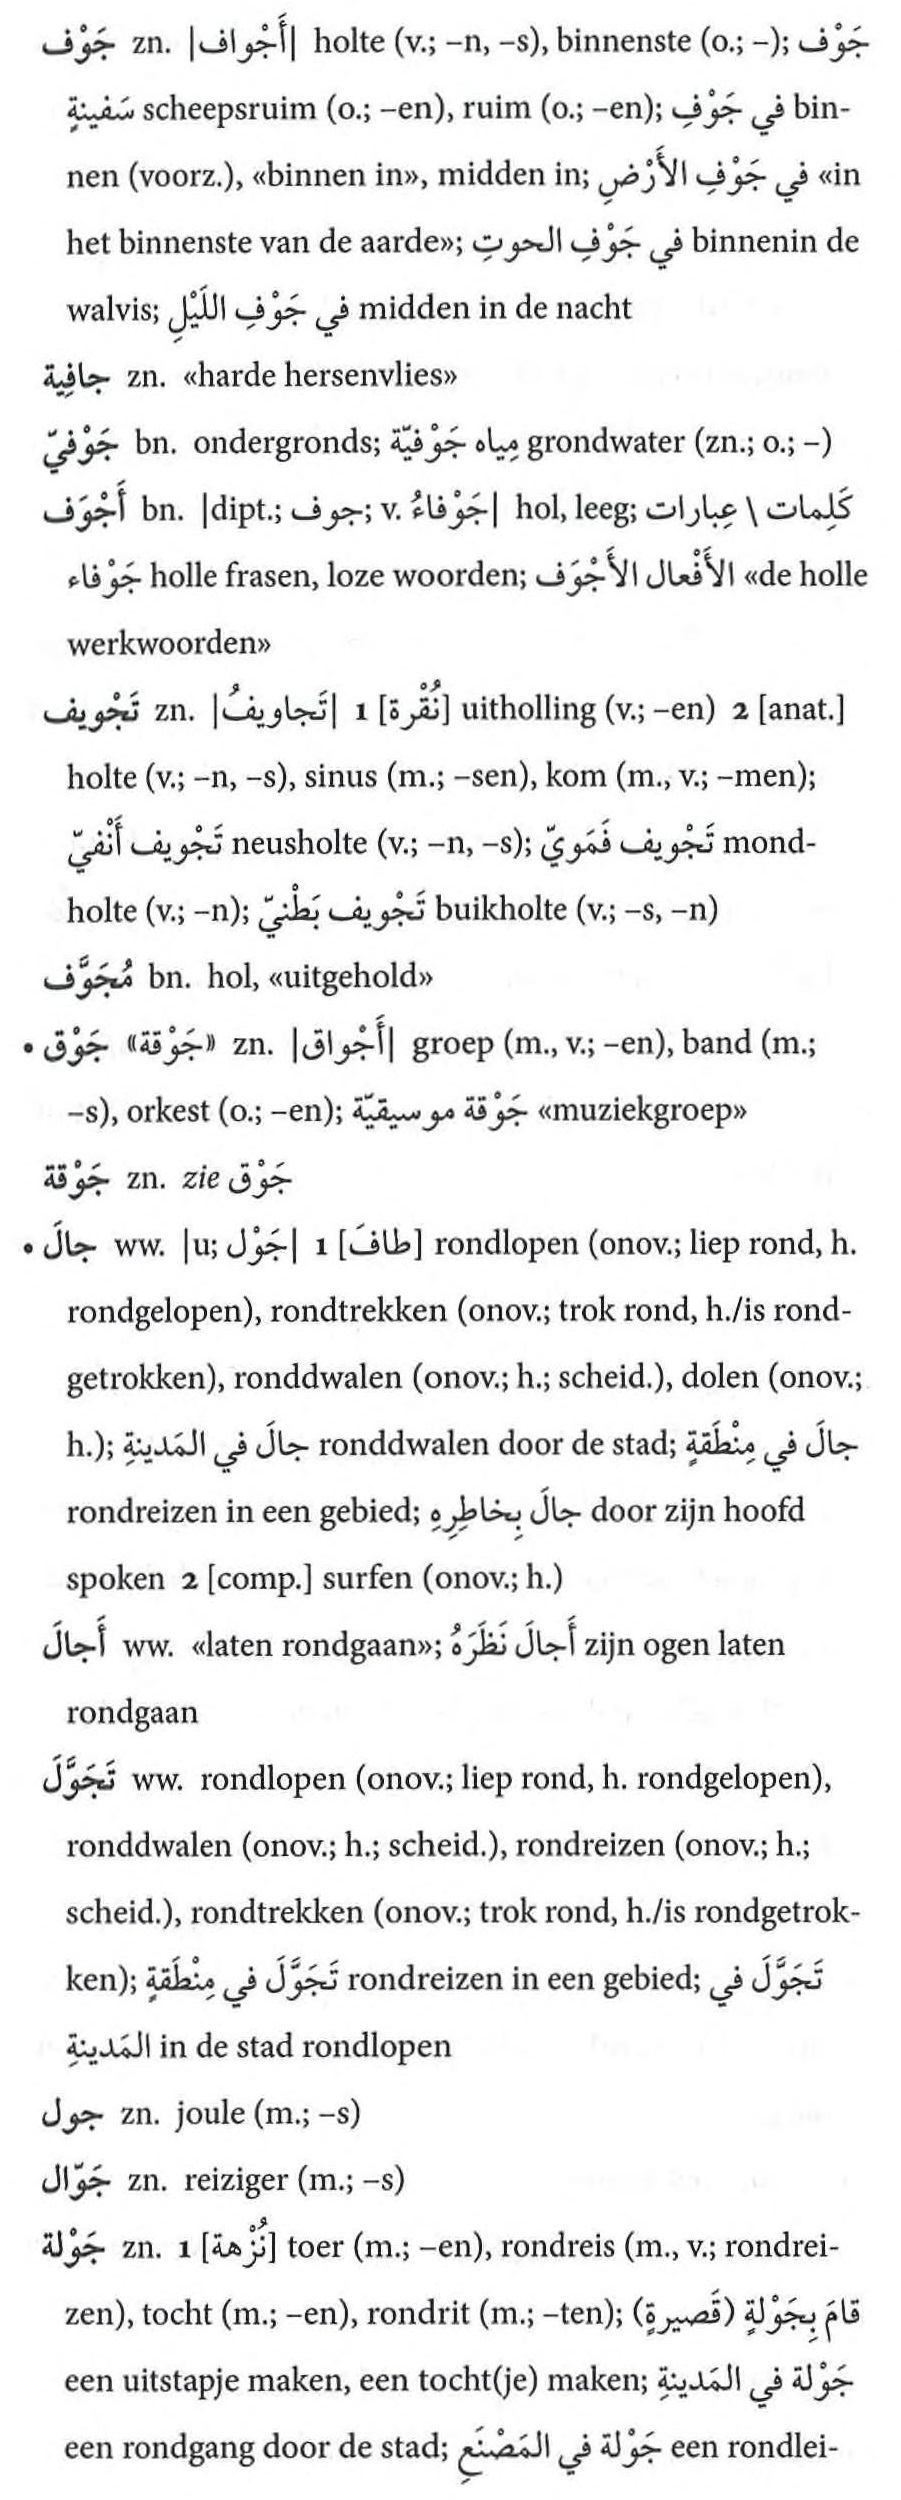 جَوْف zn. |أَجْواف| holte (v.; –n, –s), binnenste (o.; –); جَوْف
سَفينةٍ scheepsruim (o.; –en), ruim (o.; –en); في جَوْفِ bin-
nen (voorz.), «binnen in», midden in; في جَوْفِ الأَرْضِ «in
het binnenste van de aarde»; في جَوْفِ الحوتِ binnenin de
walvis; في جَوْفِ اللَيْلِ midden in de nacht
جافِية zn. «harde hersenvlies»
جَوْفيّ bn. ondergronds; مِياه جَوْفيّة grondwater (zn.; o.; –)
أَجْوَف bn. |dipt.; جوف; v. جَوْفاءُ| hol, leeg; كَلِمات \ عِبارات
جَوْفاء holle frasen, loze woorden; الأَفْعال الأَجْوَف «de holle
werkwoorden»
تَجْويف zn. |تَجاويفُ| 1 [نُقْرة] uitholling (v.; –en) 2 [anat.]
holte (v.; –n, –s), sinus (m.; –sen), kom (m., v.; –men);
تَجْويف أَنْفيّ neusholte (v.; –n, –s); تَجْويف فَمَويّ mond-
holte (v.; –n); تَجْويف بَطْنيّ buikholte (v.; –s, –n)
مُجَوَّف bn. hol, «uitgehold»
• جَوْق «جَوْقة» zn. |أَجْواق| groep (m., v.; –en), band (m.;
–s), orkest (o.; –en); جَوْقة موسيقيّة «muziekgroep»
جَوْقة zn. zie جَوْق
• جالَ ww. |u; جَوْل| 1 [طافَ] rondlopen (onov.; liep rond, h.
rondgelopen), rondtrekken (onov.; trok rond, h./is rond-
getrokken), ronddwalen (onov.; h.; scheid.), dolen (onov.;
h.); جالَ في المَدينةِ ronddwalen door de stad; جالَ في مِنْطَقةٍ
rondreizen in een gebied; جالَ بِخاطِرِهِ door zijn hoofd
spoken 2 [comp.] surfen (onov.; h.)
أَجالَ ww. «laten rondgaan»; أَجالَ نَظَرَهُ zijn ogen laten
rondgaan
تَجَوَّلَ ww. rondlopen (onov.; liep rond, h. rondgelopen),
ronddwalen (onov.; h.; scheid.), rondreizen (onov.; h.;
scheid.), rondtrekken (onov.; trok rond, h./is rondgetrok-
ken); تَجَوَّلَ في مِنْطَقةٍ rondreizen in een gebied; تَجَوَّلَ في
المَدينةِ in de stad rondlopen
جول zn. joule (m.; –s)
جَوّال zn. reiziger (m.; –s)
جَوْلة zn. 1 [نُزْهة] toer (m.; –en), rondreis (m., v.; rondrei-
zen), tocht (m.; –en), rondrit (m.; –ten); قامَ بِجَوْلةٍ (قَصيرةٍ)
een uitstapje maken, een tocht(je) maken; جَوْلة في المَدينةِ
een rondgang door de stad; جَوْلة في المَصْنَعِ een rondlei-